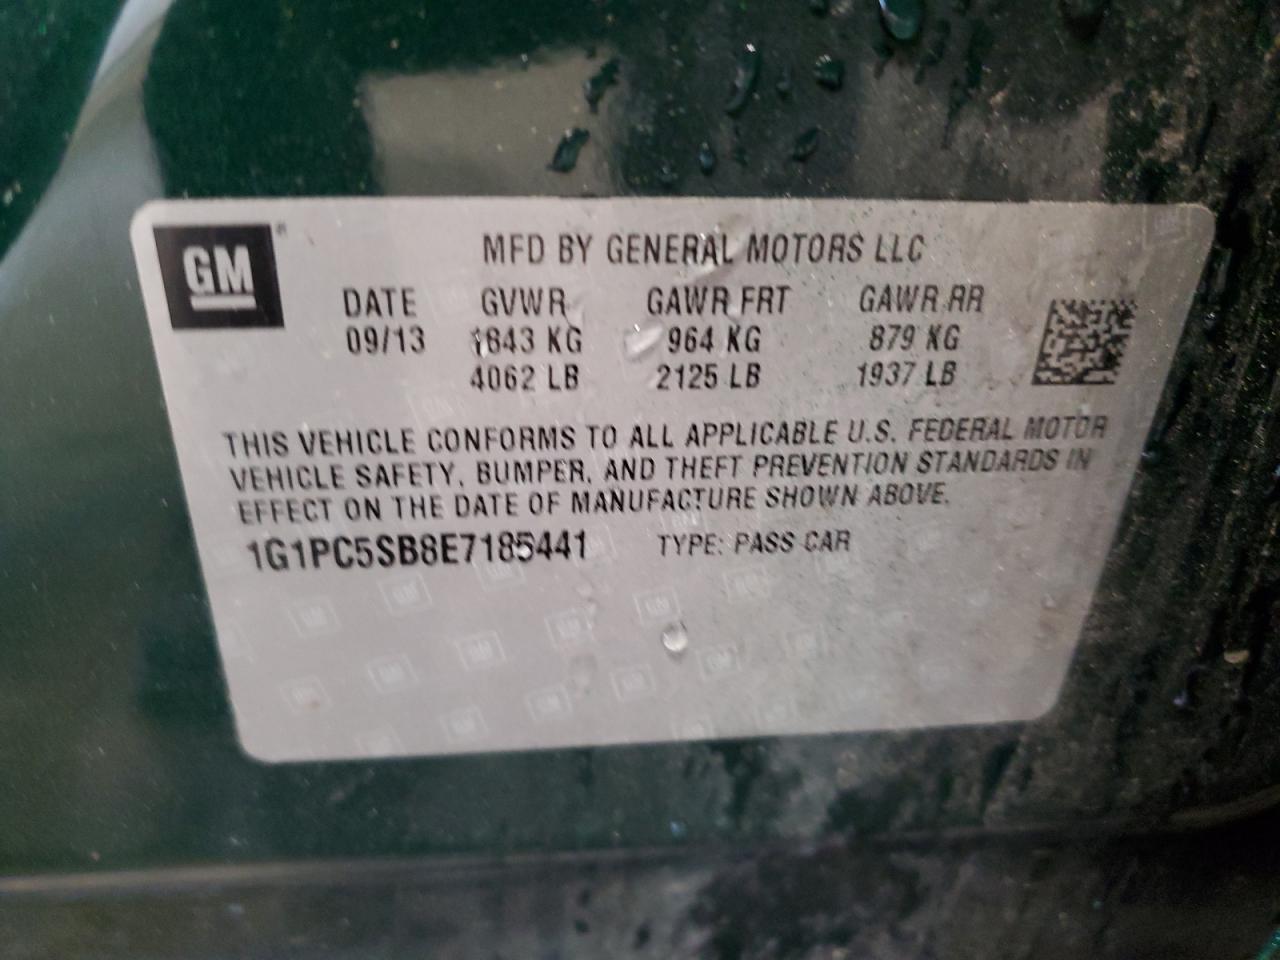 GM
MFD BY GENERAL MOTORS LLC
DATE GVWR GAWR FRT GAWR RR
09/13 1843 KG 964 KG 879 KG
4062 LB 2125 LB 1937 LB
THIS VEHICLE CONFORMS TO ALL APPLICABLE U.S. FEDERAL MOTOR
VEHICLE SAFETY, BUMPER, AND THEFT PREVENTION STANDARDS IN
EFFECT ON THE DATE OF MANUFACTURE SHOWN ABOVE.
1G1PC5SB8E7185441 TYPE: PASS CAR